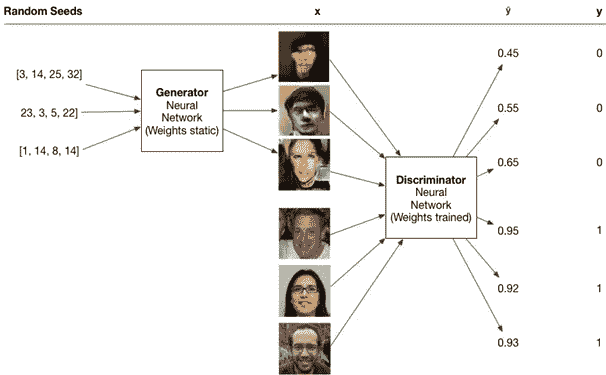 Random Seeds x ŷ y
[3, 14, 25, 32]
23, 3, 5, 22]
[1, 14, 8, 14]
Generator
Neural
Network
(Weights static)
Discriminator
Neural
Network
(Weights trained)
0.45 0
0.55 0
0.65 0
0.95 1
0.92 1
0.93 1